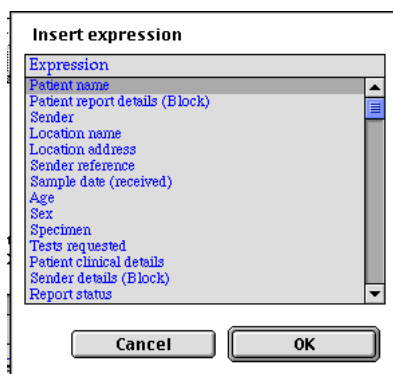 Insert expression
Expression
Patient name
Patient report details (Block)
Sender
Location name
Location address
Sender reference
Sample date (received)
Age
Sex
Specimen
Tests requested
Patient clinical details
Sender details (Block)
Report status
Cancel OK